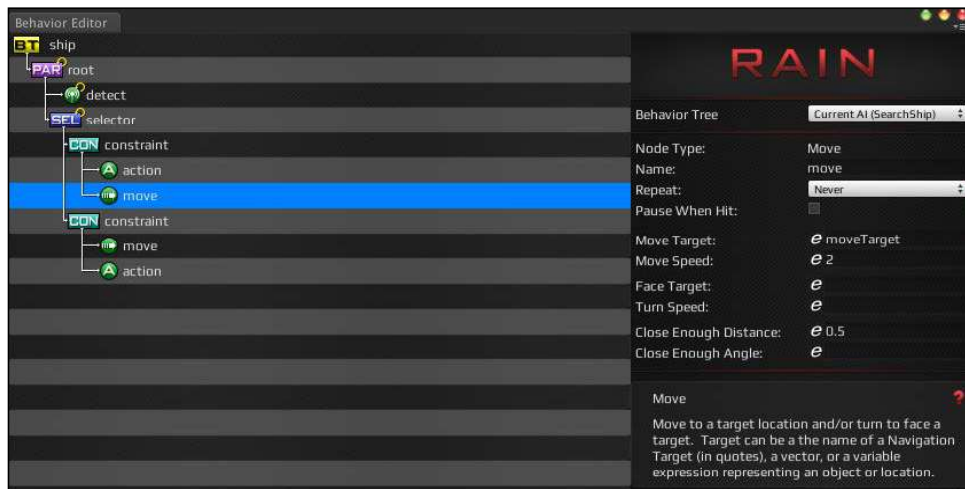 Behavior Editor
BT ship
PAR root
detect
SEL selector
CON constraint
A action
move
CON constraint
move
A action
RAIN
Behavior Tree Current AI (SearchShip)
Node Type: Move
Name: move
Repeat: Never
Pause When Hit:
Move Target: e moveTarget
Move Speed: e 2
Face Target: e
Turn Speed: e
Close Enough Distance: e 0.5
Close Enough Angle: e
Move ?
Move to a target location and/or turn to face a
target. Target can be a the name of a Navigation
Target (in quotes), a vector, or a variable
expression representing an object or location.